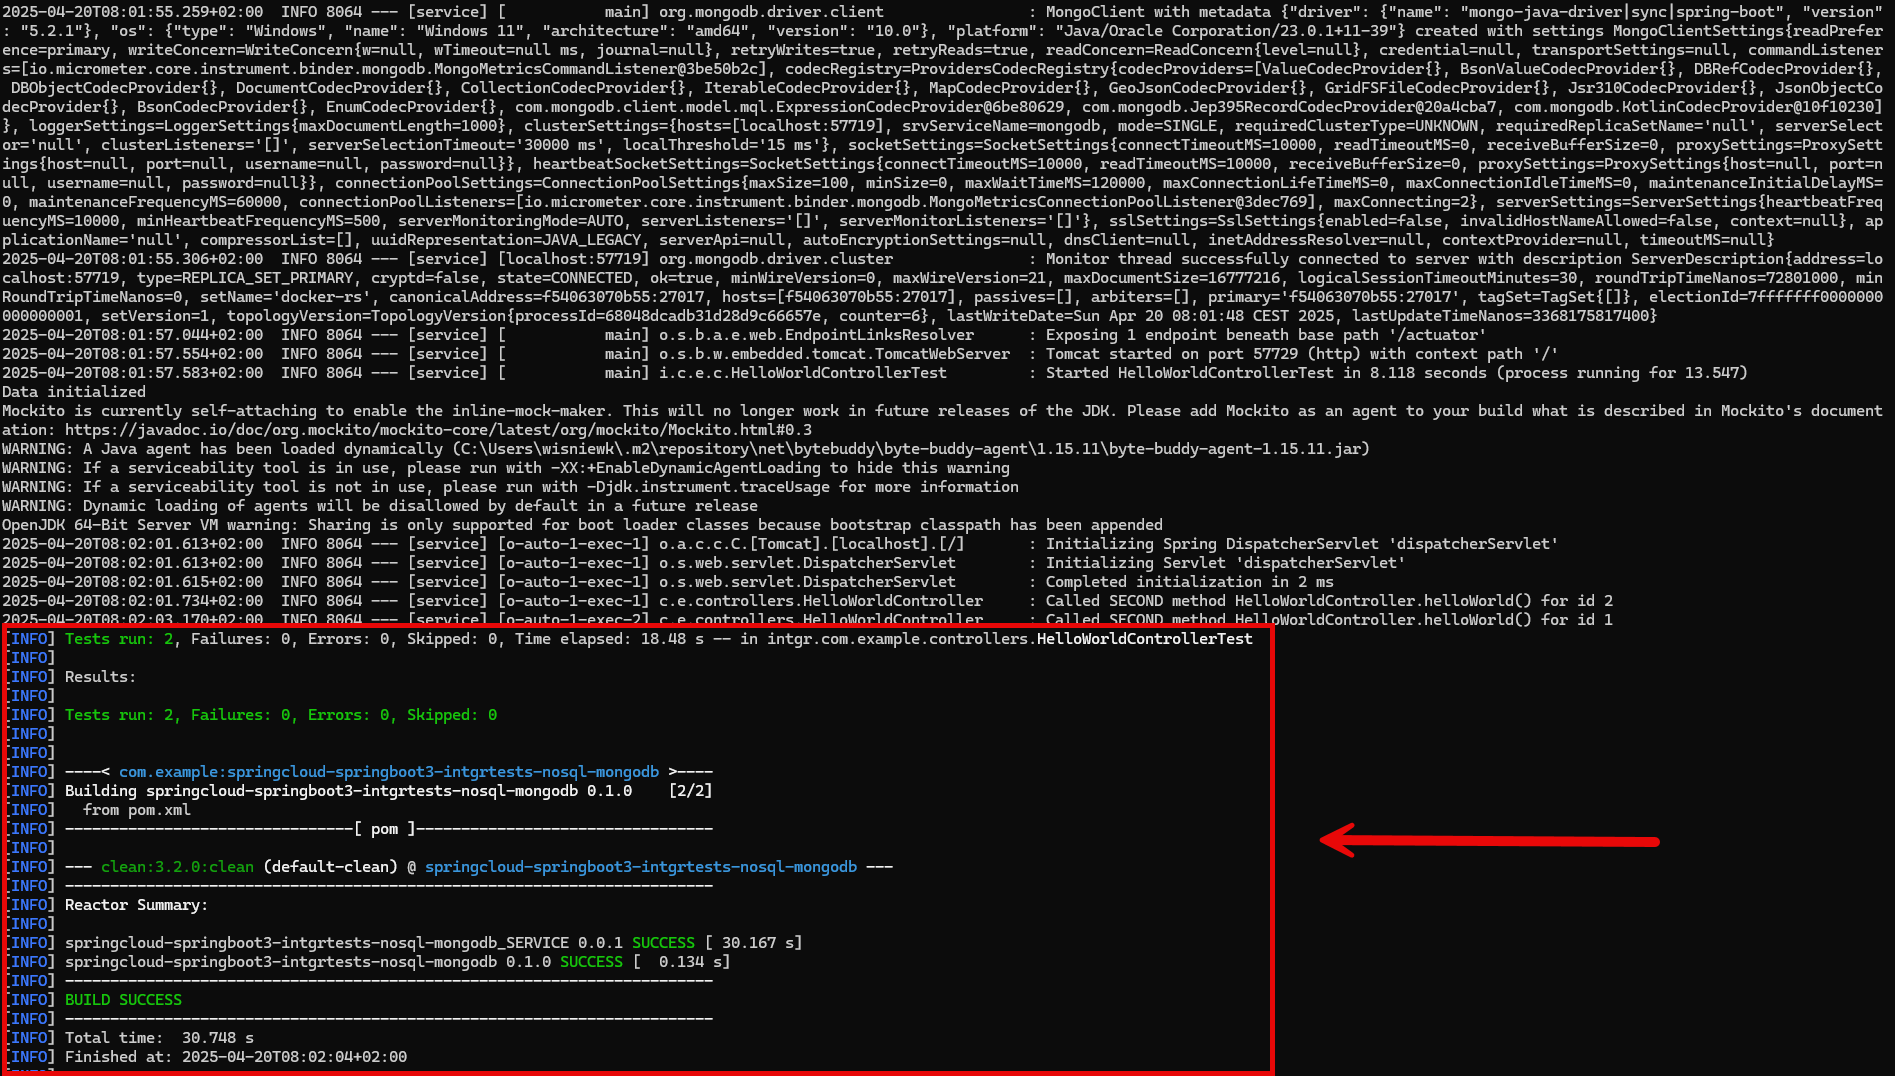 2025-04-20T08:01:55.259+02:00  INFO 8064 --- [service] [           main] org.mongodb.driver.client                : MongoClient with metadata {"driver": {"name": "mongo-java-driver|sync|spring-boot", "version"
: "5.2.1"}, "os": {"type": "Windows", "name": "Windows 11", "architecture": "amd64", "version": "10.0"}, "platform": "Java/Oracle Corporation/23.0.1+11-39"} created with settings MongoClientSettings{readPrefer
ence=primary, writeConcern=WriteConcern{w=null, wTimeout=null ms, journal=null}, retryWrites=true, retryReads=true, readConcern=ReadConcern{level=null}, credential=null, transportSettings=null, commandListener
s=[io.micrometer.core.instrument.binder.mongodb.MongoMetricsCommandListener@3be50b2c], codecRegistry=ProvidersCodecRegistry{codecProviders=[ValueCodecProvider{}, BsonValueCodecProvider{}, DBRefCodecProvider{},
 DBObjectCodecProvider{}, DocumentCodecProvider{}, CollectionCodecProvider{}, IterableCodecProvider{}, MapCodecProvider{}, GeoJsonCodecProvider{}, GridFSFileCodecProvider{}, Jsr310CodecProvider{}, JsonObjectCo
decProvider{}, BsonCodecProvider{}, EnumCodecProvider{}, com.mongodb.client.model.mql.ExpressionCodecProvider@6be80629, com.mongodb.Jep395RecordCodecProvider@20a4cba7, com.mongodb.KotlinCodecProvider@10f10230]
}, loggerSettings=LoggerSettings{maxDocumentLength=1000}, clusterSettings={hosts=[localhost:57719], srvServiceName=mongodb, mode=SINGLE, requiredClusterType=UNKNOWN, requiredReplicaSetName='null', serverSelect
or='null', clusterListeners='[]', serverSelectionTimeout='30000 ms', localThreshold='15 ms'}, socketSettings=SocketSettings{connectTimeoutMS=10000, readTimeoutMS=0, receiveBufferSize=0, proxySettings=ProxySett
ings{host=null, port=null, username=null, password=null}}, heartbeatSocketSettings=SocketSettings{connectTimeoutMS=10000, readTimeoutMS=10000, receiveBufferSize=0, proxySettings=ProxySettings{host=null, port=n
ull, username=null, password=null}}, connectionPoolSettings=ConnectionPoolSettings{maxSize=100, minSize=0, maxWaitTimeMS=120000, maxConnectionLifeTimeMS=0, maxConnectionIdleTimeMS=0, maintenanceInitialDelayMS=
0, maintenanceFrequencyMS=60000, connectionPoolListeners=[io.micrometer.core.instrument.binder.mongodb.MongoMetricsConnectionPoolListener@3dec769], maxConnecting=2}, serverSettings=ServerSettings{heartbeatFreq
uencyMS=10000, minHeartbeatFrequencyMS=500, serverMonitoringMode=AUTO, serverListeners='[]', serverMonitorListeners='[]'}, sslSettings=SslSettings{enabled=false, invalidHostNameAllowed=false, context=null}, ap
plicationName='null', compressorList=[], uuidRepresentation=JAVA_LEGACY, serverApi=null, autoEncryptionSettings=null, dnsClient=null, inetAddressResolver=null, contextProvider=null, timeoutMS=null}
2025-04-20T08:01:55.306+02:00  INFO 8064 --- [service] [localhost:57719] org.mongodb.driver.cluster               : Monitor thread successfully connected to server with description ServerDescription{address=lo
calhost:57719, type=REPLICA_SET_PRIMARY, cryptd=false, state=CONNECTED, ok=true, minWireVersion=0, maxWireVersion=21, maxDocumentSize=16777216, logicalSessionTimeoutMinutes=30, roundTripTimeNanos=72801000, min
RoundTripTimeNanos=0, setName='docker-rs', canonicalAddress=f54063070b55:27017, hosts=[f54063070b55:27017], passives=[], arbiters=[], primary='f54063070b55:27017', tagSet=TagSet{[]}, electionId=7fffffff0000000
000000001, setVersion=1, topologyVersion=TopologyVersion{processId=68048dcadb31d28d9c66657e, counter=6}, lastWriteDate=Sun Apr 20 08:01:48 CEST 2025, lastUpdateTimeNanos=3368175817400}
2025-04-20T08:01:57.044+02:00  INFO 8064 --- [service] [           main] o.s.b.a.e.web.EndpointLinksResolver      : Exposing 1 endpoint beneath base path '/actuator'
2025-04-20T08:01:57.554+02:00  INFO 8064 --- [service] [           main] o.s.b.w.embedded.tomcat.TomcatWebServer  : Tomcat started on port 57729 (http) with context path '/'
2025-04-20T08:01:57.583+02:00  INFO 8064 --- [service] [           main] i.c.e.c.HelloWorldControllerTest         : Started HelloWorldControllerTest in 8.118 seconds (process running for 13.547)
Data initialized
Mockito is currently self-attaching to enable the inline-mock-maker. This will no longer work in future releases of the JDK. Please add Mockito as an agent to your build what is described in Mockito's document
ation: https://javadoc.io/doc/org.mockito/mockito-core/latest/org/mockito/Mockito.html#0.3
WARNING: A Java agent has been loaded dynamically (C:\Users\wisniewk\.m2\repository\net\bytebuddy\byte-buddy-agent\1.15.11\byte-buddy-agent-1.15.11.jar)
WARNING: If a serviceability tool is in use, please run with -XX:+EnableDynamicAgentLoading to hide this warning
WARNING: If a serviceability tool is not in use, please run with -Djdk.instrument.traceUsage for more information
WARNING: Dynamic loading of agents will be disallowed by default in a future release
OpenJDK 64-Bit Server VM warning: Sharing is only supported for boot loader classes because bootstrap classpath has been appended
2025-04-20T08:02:01.613+02:00  INFO 8064 --- [service] [o-auto-1-exec-1] o.a.c.c.C.[Tomcat].[localhost].[/]       : Initializing Spring DispatcherServlet 'dispatcherServlet'
2025-04-20T08:02:01.613+02:00  INFO 8064 --- [service] [o-auto-1-exec-1] o.s.web.servlet.DispatcherServlet        : Initializing Servlet 'dispatcherServlet'
2025-04-20T08:02:01.615+02:00  INFO 8064 --- [service] [o-auto-1-exec-1] o.s.web.servlet.DispatcherServlet        : Completed initialization in 2 ms
2025-04-20T08:02:01.734+02:00  INFO 8064 --- [service] [o-auto-1-exec-1] c.e.controllers.HelloWorldController     : Called SECOND method HelloWorldController.helloWorld() for id 2
2025-04-20T08:02:03.170+02:00  INFO 8064 --- [service] [o-auto-1-exec-2] c.e.controllers.HelloWorldController     : Called SECOND method HelloWorldController.helloWorld() for id 1
[INFO] Tests run: 2, Failures: 0, Errors: 0, Skipped: 0, Time elapsed: 18.48 s -- in intgr.com.example.controllers.HelloWorldControllerTest
[INFO]
[INFO] Results:
[INFO]
[INFO] Tests run: 2, Failures: 0, Errors: 0, Skipped: 0
[INFO]
[INFO]
[INFO] ----< com.example:springcloud-springboot3-intgrtests-nosql-mongodb >----
[INFO] Building springcloud-springboot3-intgrtests-nosql-mongodb 0.1.0    [2/2]
[INFO]   from pom.xml
[INFO] --------------------------------[ pom ]---------------------------------
[INFO]
[INFO] --- clean:3.2.0:clean (default-clean) @ springcloud-springboot3-intgrtests-nosql-mongodb ---
[INFO] ------------------------------------------------------------------------
[INFO] Reactor Summary:
[INFO]
[INFO] springcloud-springboot3-intgrtests-nosql-mongodb_SERVICE 0.0.1 SUCCESS [ 30.167 s]
[INFO] springcloud-springboot3-intgrtests-nosql-mongodb 0.1.0 SUCCESS [  0.134 s]
[INFO] ------------------------------------------------------------------------
[INFO] BUILD SUCCESS
[INFO] ------------------------------------------------------------------------
[INFO] Total time:  30.748 s
[INFO] Finished at: 2025-04-20T08:02:04+02:00